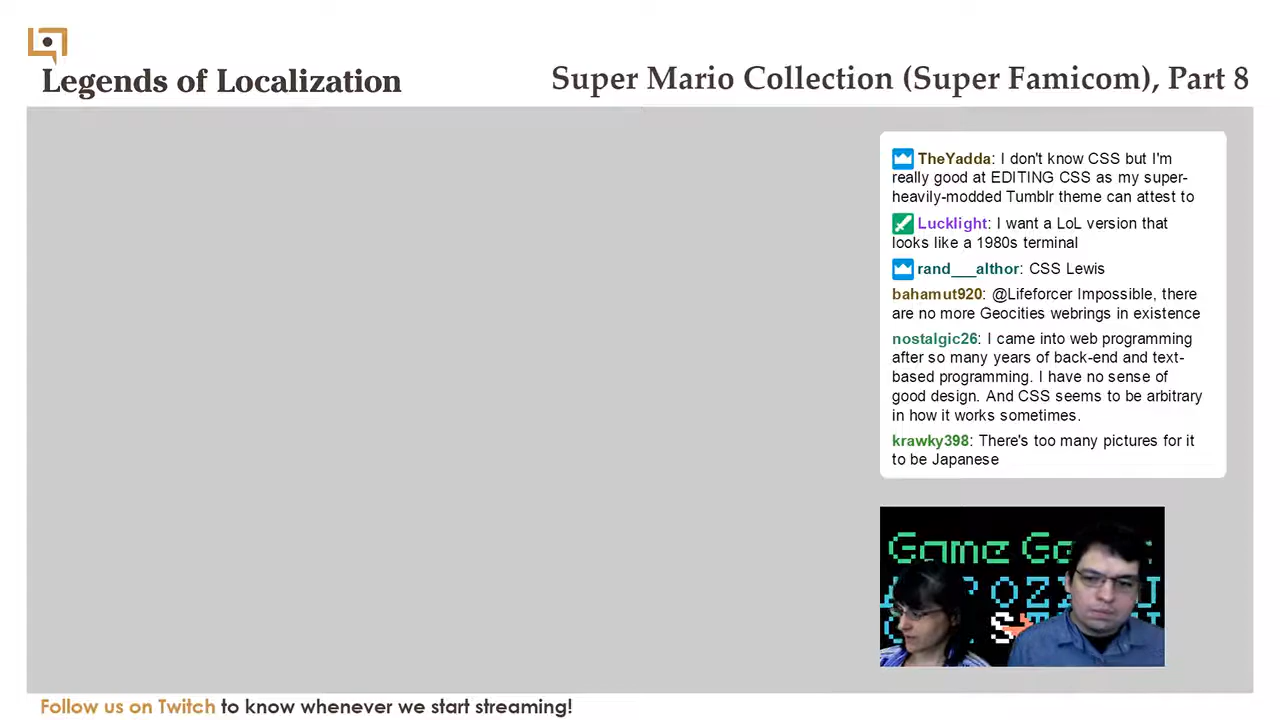 Legends of Localization
Super Mario Collection (Super Famicom), Part 8
TheYadda: I don't know CSS but I'm
really good at EDITING CSS as my super-
heavily-modded Tumblr theme can attest to
Lucklight: I want a LoL version that
looks like a 1980s terminal
rand___althor: CSS Lewis
bahamut920: @Lifeforcer Impossible, there
are no more Geocities webrings in existence
nostalgic26: I came into web programming
after so many years of back-end and text-
based programming. I have no sense of
good design. And CSS seems to be arbitrary
in how it works sometimes.
krawky398: There's too many pictures for it
to be Japanese
Game
Follow us on Twitch to know whenever we start streaming!